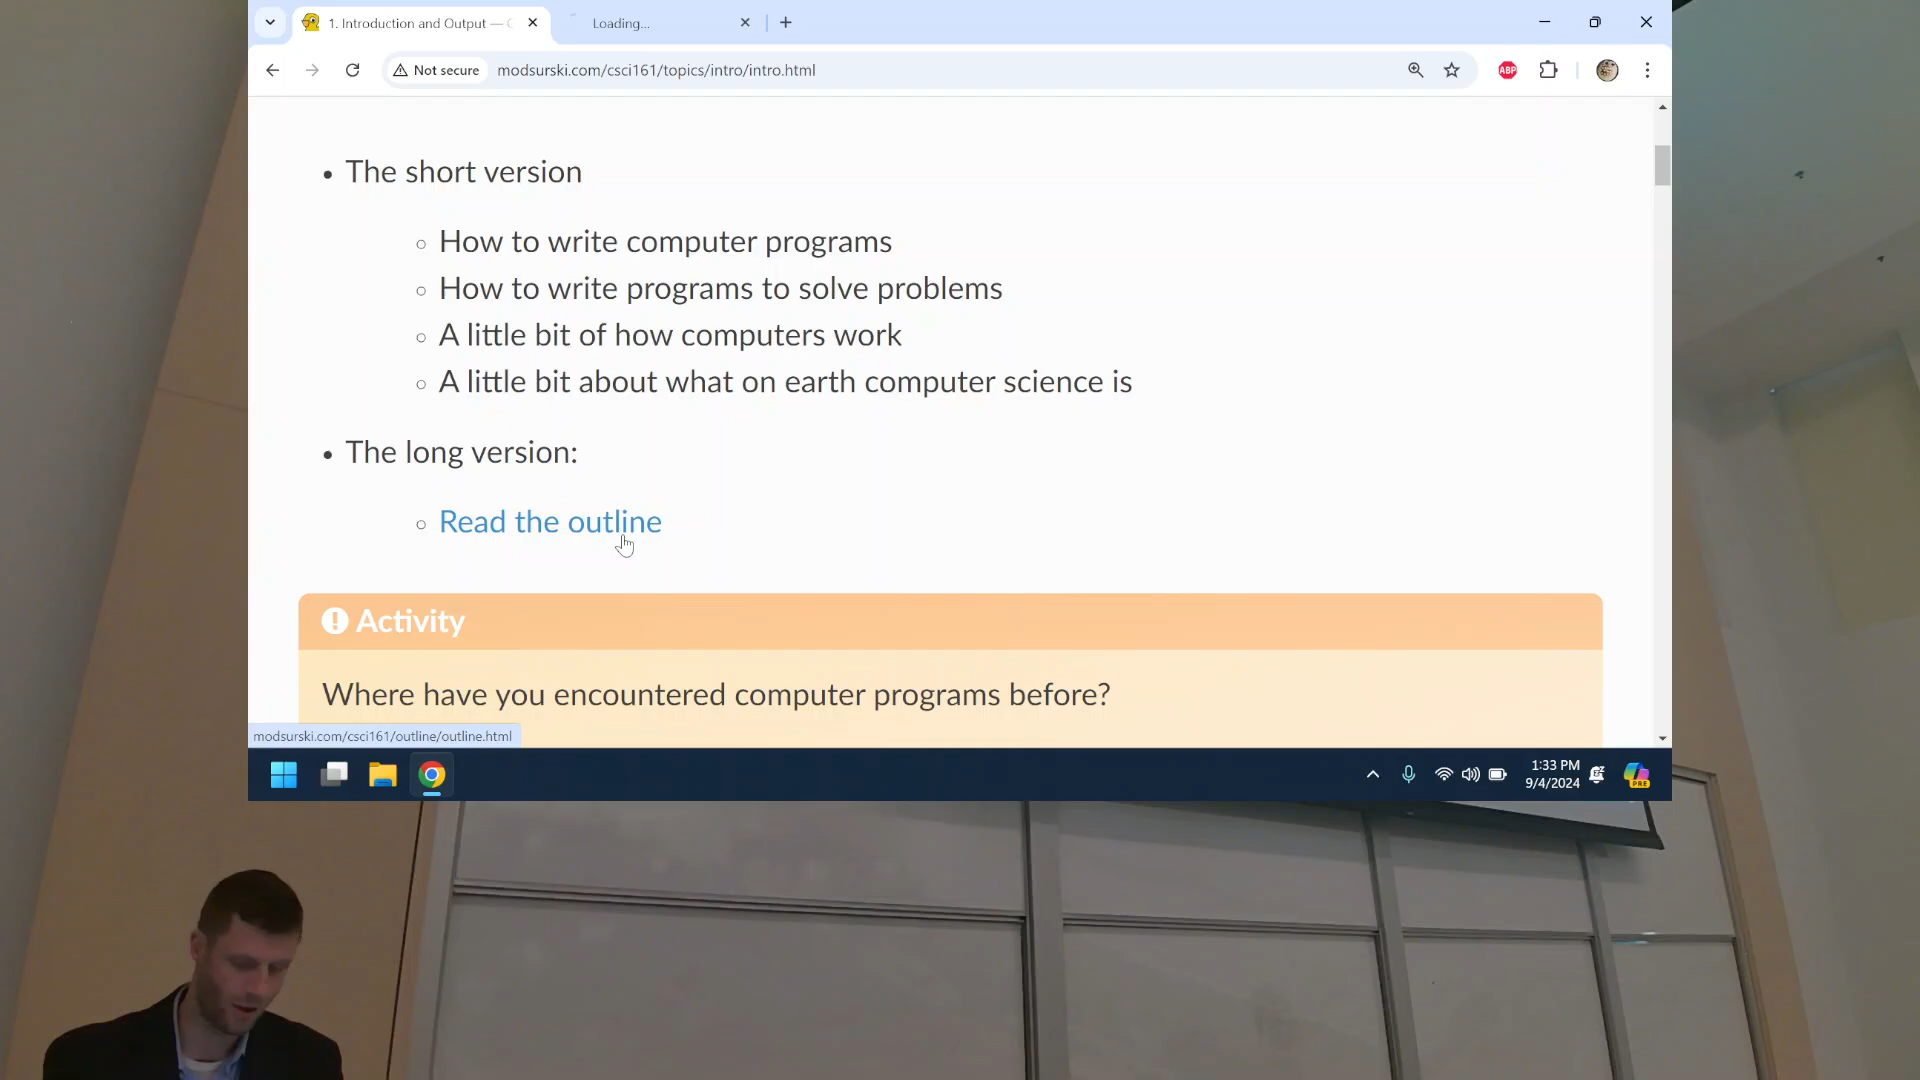 1. Introduction and Output — C
Loading...
Not secure
modsurski.com/csci161/topics/intro/intro.html
ABP
The short version
How to write computer programs
How to write programs to solve problems
A little bit of how computers work
A little bit about what on earth computer science is
The long version:
Read the outline
Activity
Where have you encountered computer programs before?
modsurski.com/csci161/outline/outline.html
1:33 PM
9/4/2024
PRE